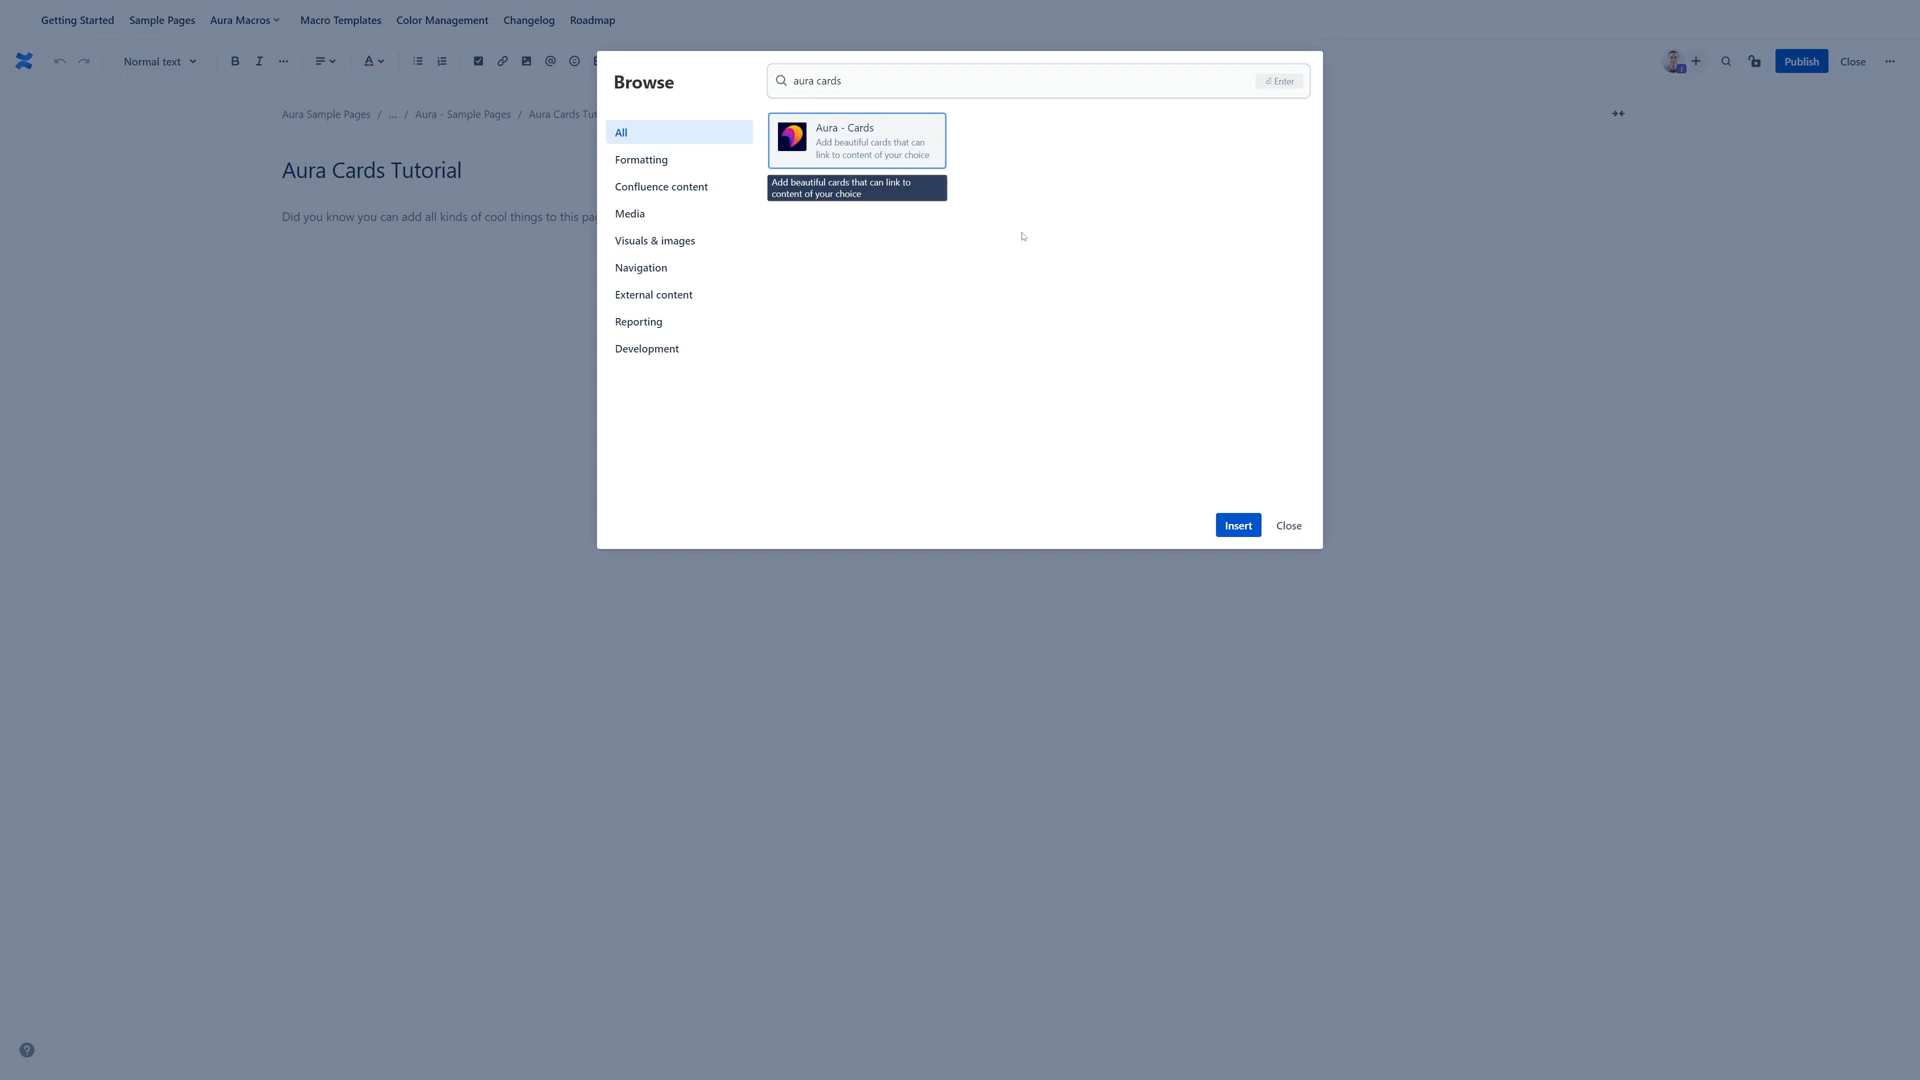 Getting Started Sample Pages Aura Macros Macro Templates Color Management Changelog Roadmap
Normal text B I A Publish Close
Aura Sample Pages / ... / Aura - Sample Pages / Aura Cards Tut
Aura Cards Tutorial
Did you know you can add all kinds of cool things to this pa
Browse
aura cards
Enter
All
Formatting
Confluence content
Media
Visuals & images
Navigation
External content
Reporting
Development
Aura - Cards
Add beautiful cards that can
link to content of your choice
Add beautiful cards that can link to
content of your choice
Insert Close